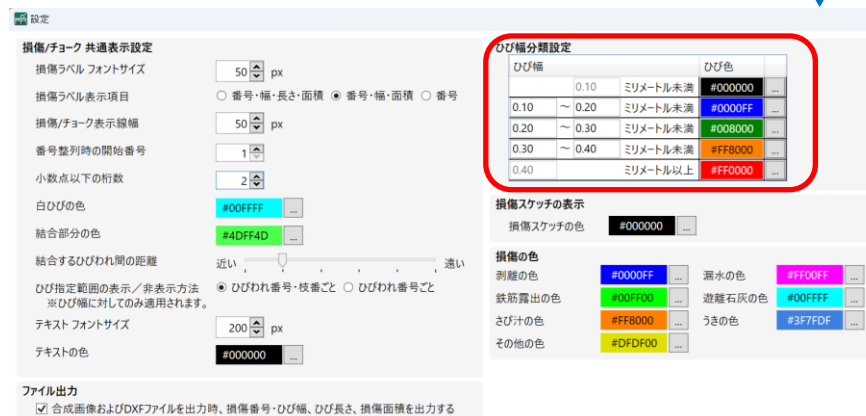 設定
損傷/チョーク 共通表示設定
損傷ラベル フォントサイズ 50 px
損傷ラベル表示項目 番号・幅・長さ・面積 番号・幅・面積 番号
損傷/チョーク表示線幅 50 px
番号整列時の開始番号 1
小数点以下の桁数 2
白ひびの色 #00FFFF ...
結合部分の色 #4DFF4D ...
結合するひびわれ間の距離 近い 遠い
ひび指定範囲の表示／非表示方法 ひびわれ番号・枝番ごと ひびわれ番号ごと
※ひび幅に対してのみ適用されます。
テキスト フォントサイズ 200 px
テキストの色 #000000 ...
ファイル出力
合成画像およびDXFファイルを出力時、損傷番号・ひび幅、ひび長さ、損傷面積を出力する
ひび幅分類設定
ひび幅 ひび色
0.10 ミリメートル未満 #000000 ...
0.10 ～ 0.20 ミリメートル未満 #0000FF ...
0.20 ～ 0.30 ミリメートル未満 #008000 ...
0.30 ～ 0.40 ミリメートル未満 #FF8000 ...
0.40 ミリメートル以上 #FF0000 ...
損傷スケッチの表示
損傷スケッチの色 #000000 ...
損傷の色
剥離の色 #0000FF ... 漏水の色 #FF00FF ...
鉄筋露出の色 #00FF00 ... 遊離石灰の色 #00FFFF ...
さび汁の色 #FF8000 ... うきの色 #3F7FDF ...
その他の色 #DFDF00 ...